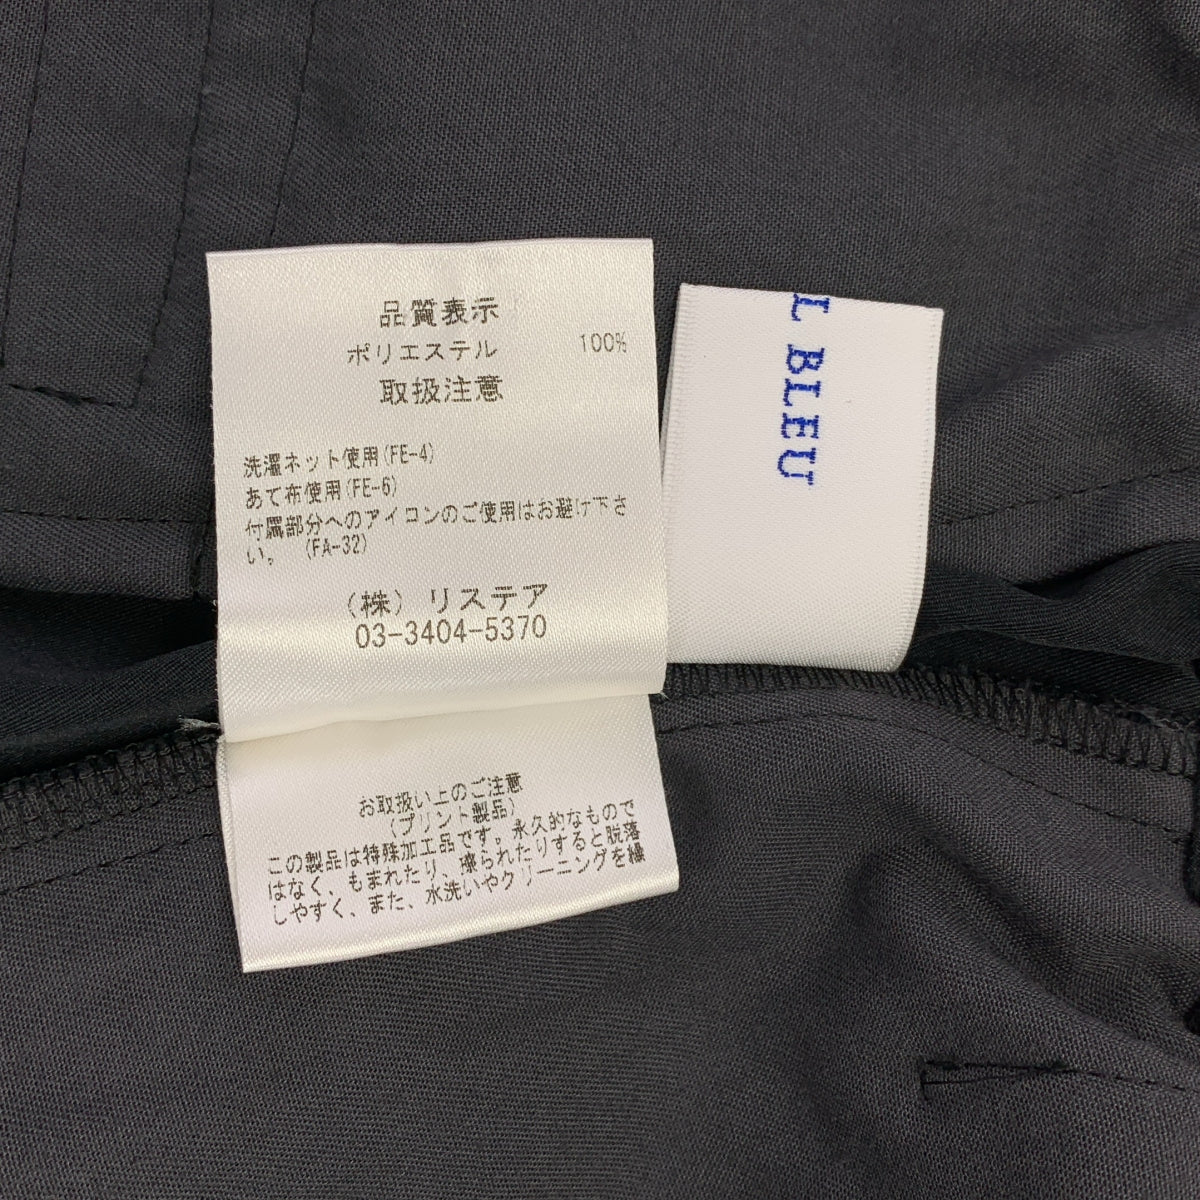 品質表示
ポリエステル 100%
取扱注意
洗濯ネット使用(FE-4)
あて布使用(FE-6)
付属部分へのアイロンのご使用はお避け下さ
い。 (FA-32)
(株) リステア
03-3404-5370
お取扱い上のご注意
(プリント製品)
この製品は特殊加工品です。永久的なもので
はなく、もまれたり、擦られたりすると脱落
しやすく、また、水洗いやクリーニングを繰
L BLEU